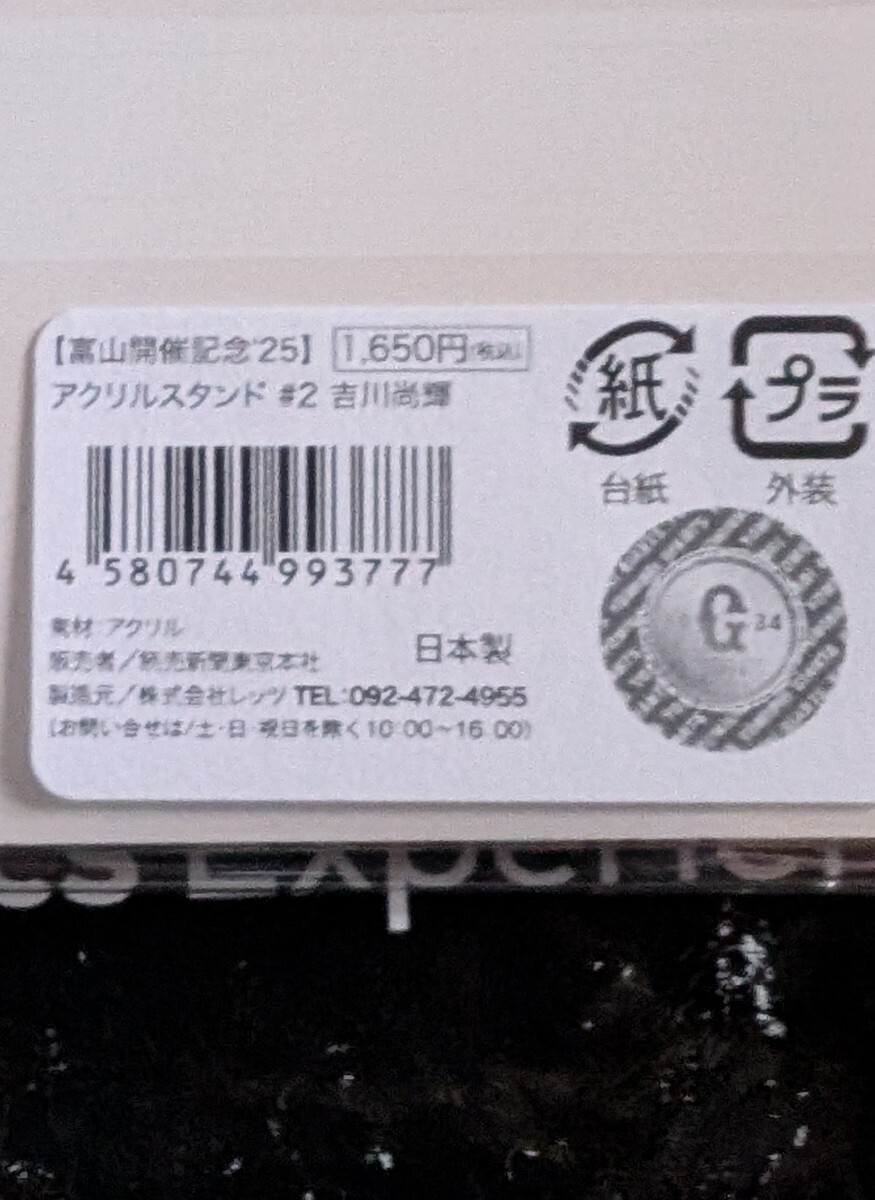 【富山開催記念'25】 1,650円(税込)
アクリルスタンド #2 吉川尚輝
紙
プラ
台紙
外装
4 580744 993777
G
34
素材:アクリル
日本製
販売者/読売新聞東京本社
製造元/株式会社レッツ TEL:092-472-4955
(お問い合せは/土・日・祝日を除く10:00~16:00)